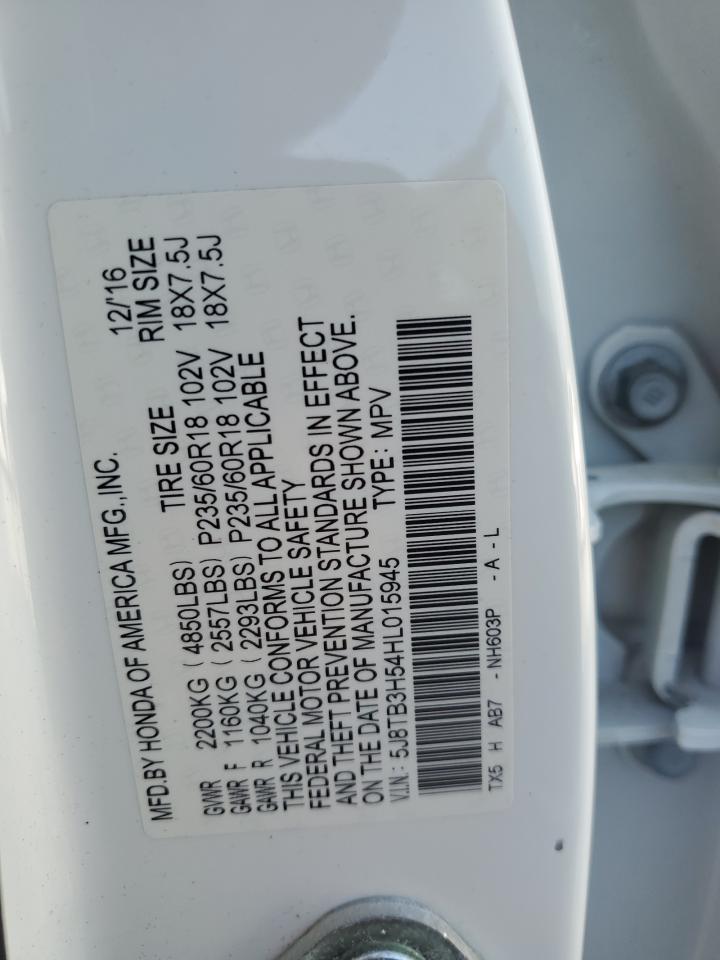 MFD.BY HONDA OF AMERICA MFG.,INC. 12/'16
TIRE SIZE RIM SIZE
GVWR 2200KG ( 4850LBS)
GAWR F 1160KG ( 2557LBS) P235/60R18 102V 18X7.5J
GAWR R 1040KG ( 2293LBS) P235/60R18 102V 18X7.5J
THIS VEHICLE CONFORMS TO ALL APPLICABLE
FEDERAL MOTOR VEHICLE SAFETY
AND THEFT PREVENTION STANDARDS IN EFFECT
ON THE DATE OF MANUFACTURE SHOWN ABOVE.
V.I.N.: 5J8TB3H54HL015945 TYPE: MPV
TX5 H AB7 -NH603P -A -L